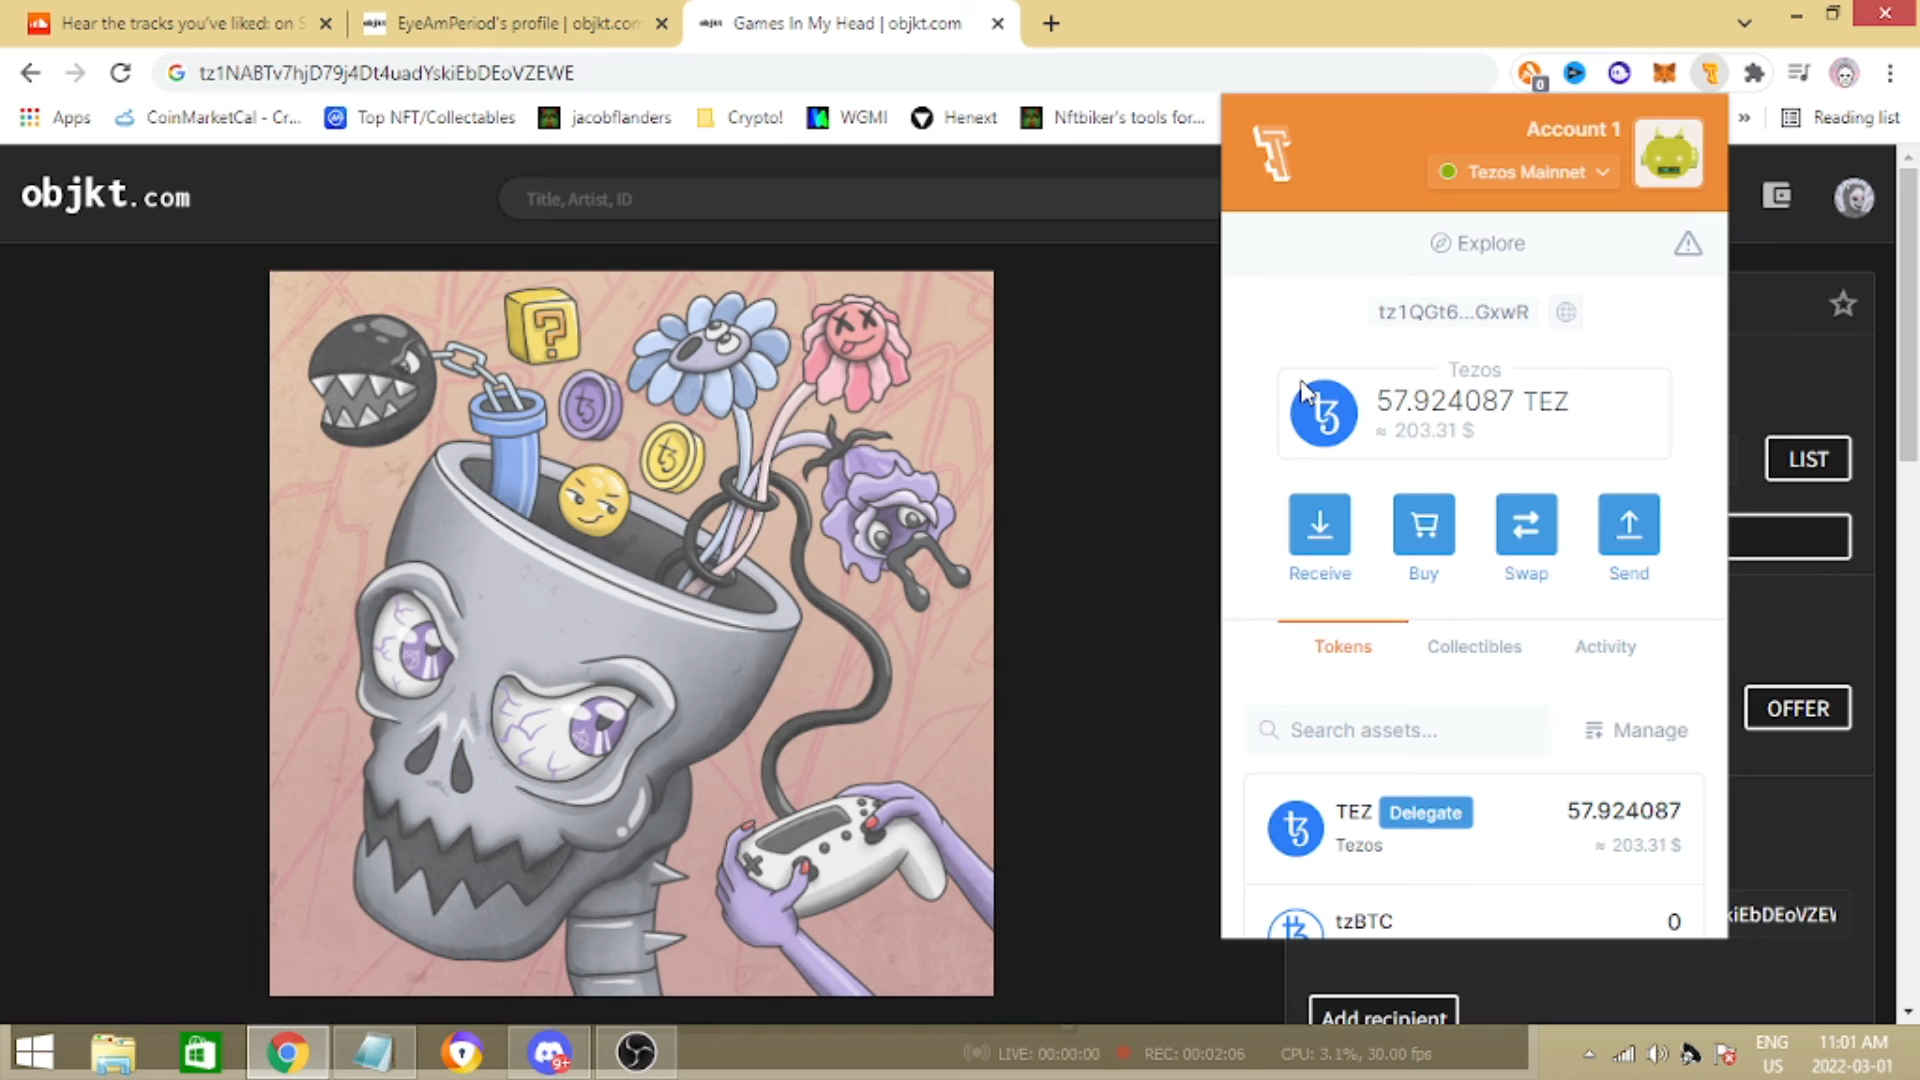 Hear the tracks you've liked: on S
EyeAmPeriod's profile | objkt.com
Games In My Head | objkt.com
tz1NABTv7hjD79j4Dt4uadYskiEbDEoVZEWE
0
Apps
CoinMarketCal - Cr...
Top NFT/Collectables
jacobflanders
Crypto!
WGMI
Henext
Nftbiker's tools for...
»
Reading list
objkt.com
Title, Artist, ID
Account 1
Tezos Mainnet
Explore
tz1QGt6...GxwR
Tezos
57.924087 TEZ
≈ 203.31 $
Receive
Buy
Swap
Send
Tokens
Collectibles
Activity
Search assets...
Manage
TEZ
Delegate
57.924087
Tezos
≈ 203.31 $
tzBTC
0
LIST
OFFER
kiEbDEoVZEW
Add recipient
?
LIVE: 00:00:00
REC: 00:02:06
CPU: 3.1%, 30.00 fps
9+
ENG
US
11:01 AM
2022-03-01